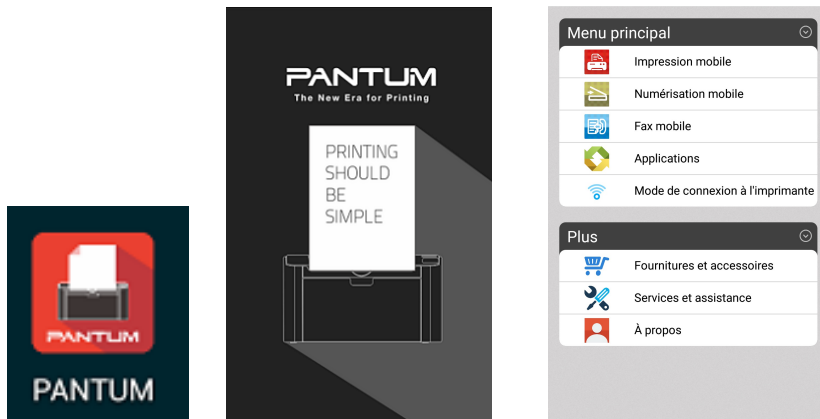 PANTUM
PANTUM
PANTUM
The New Era for Printing
PRINTING
SHOULD
BE
SIMPLE
Menu principal
Impression mobile
Numérisation mobile
Fax mobile
Applications
Mode de connexion à l'imprimante
Plus
Fournitures et accessoires
Services et assistance
À propos